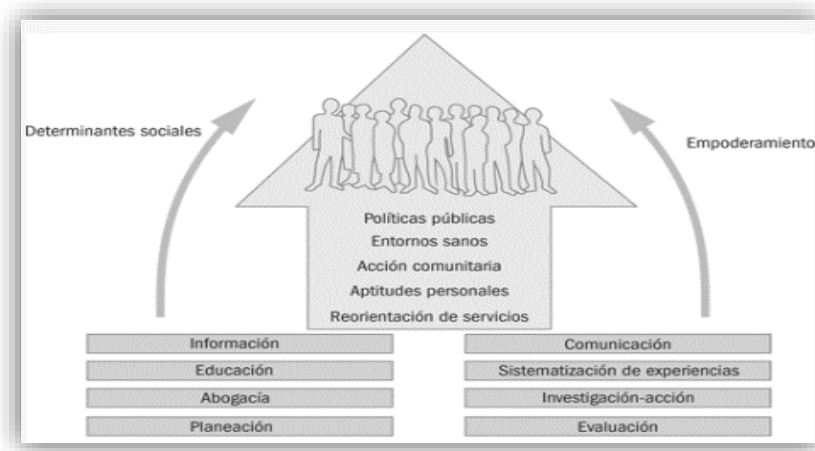 Determinantes sociales
Empoderamiento
Políticas públicas
Entornos sanos
Acción comunitaria
Aptitudes personales
Reorientación de servicios
Información
Educación
Abogacía
Planeación
Comunicación
Sistematización de experiencias
Investigación-acción
Evaluación